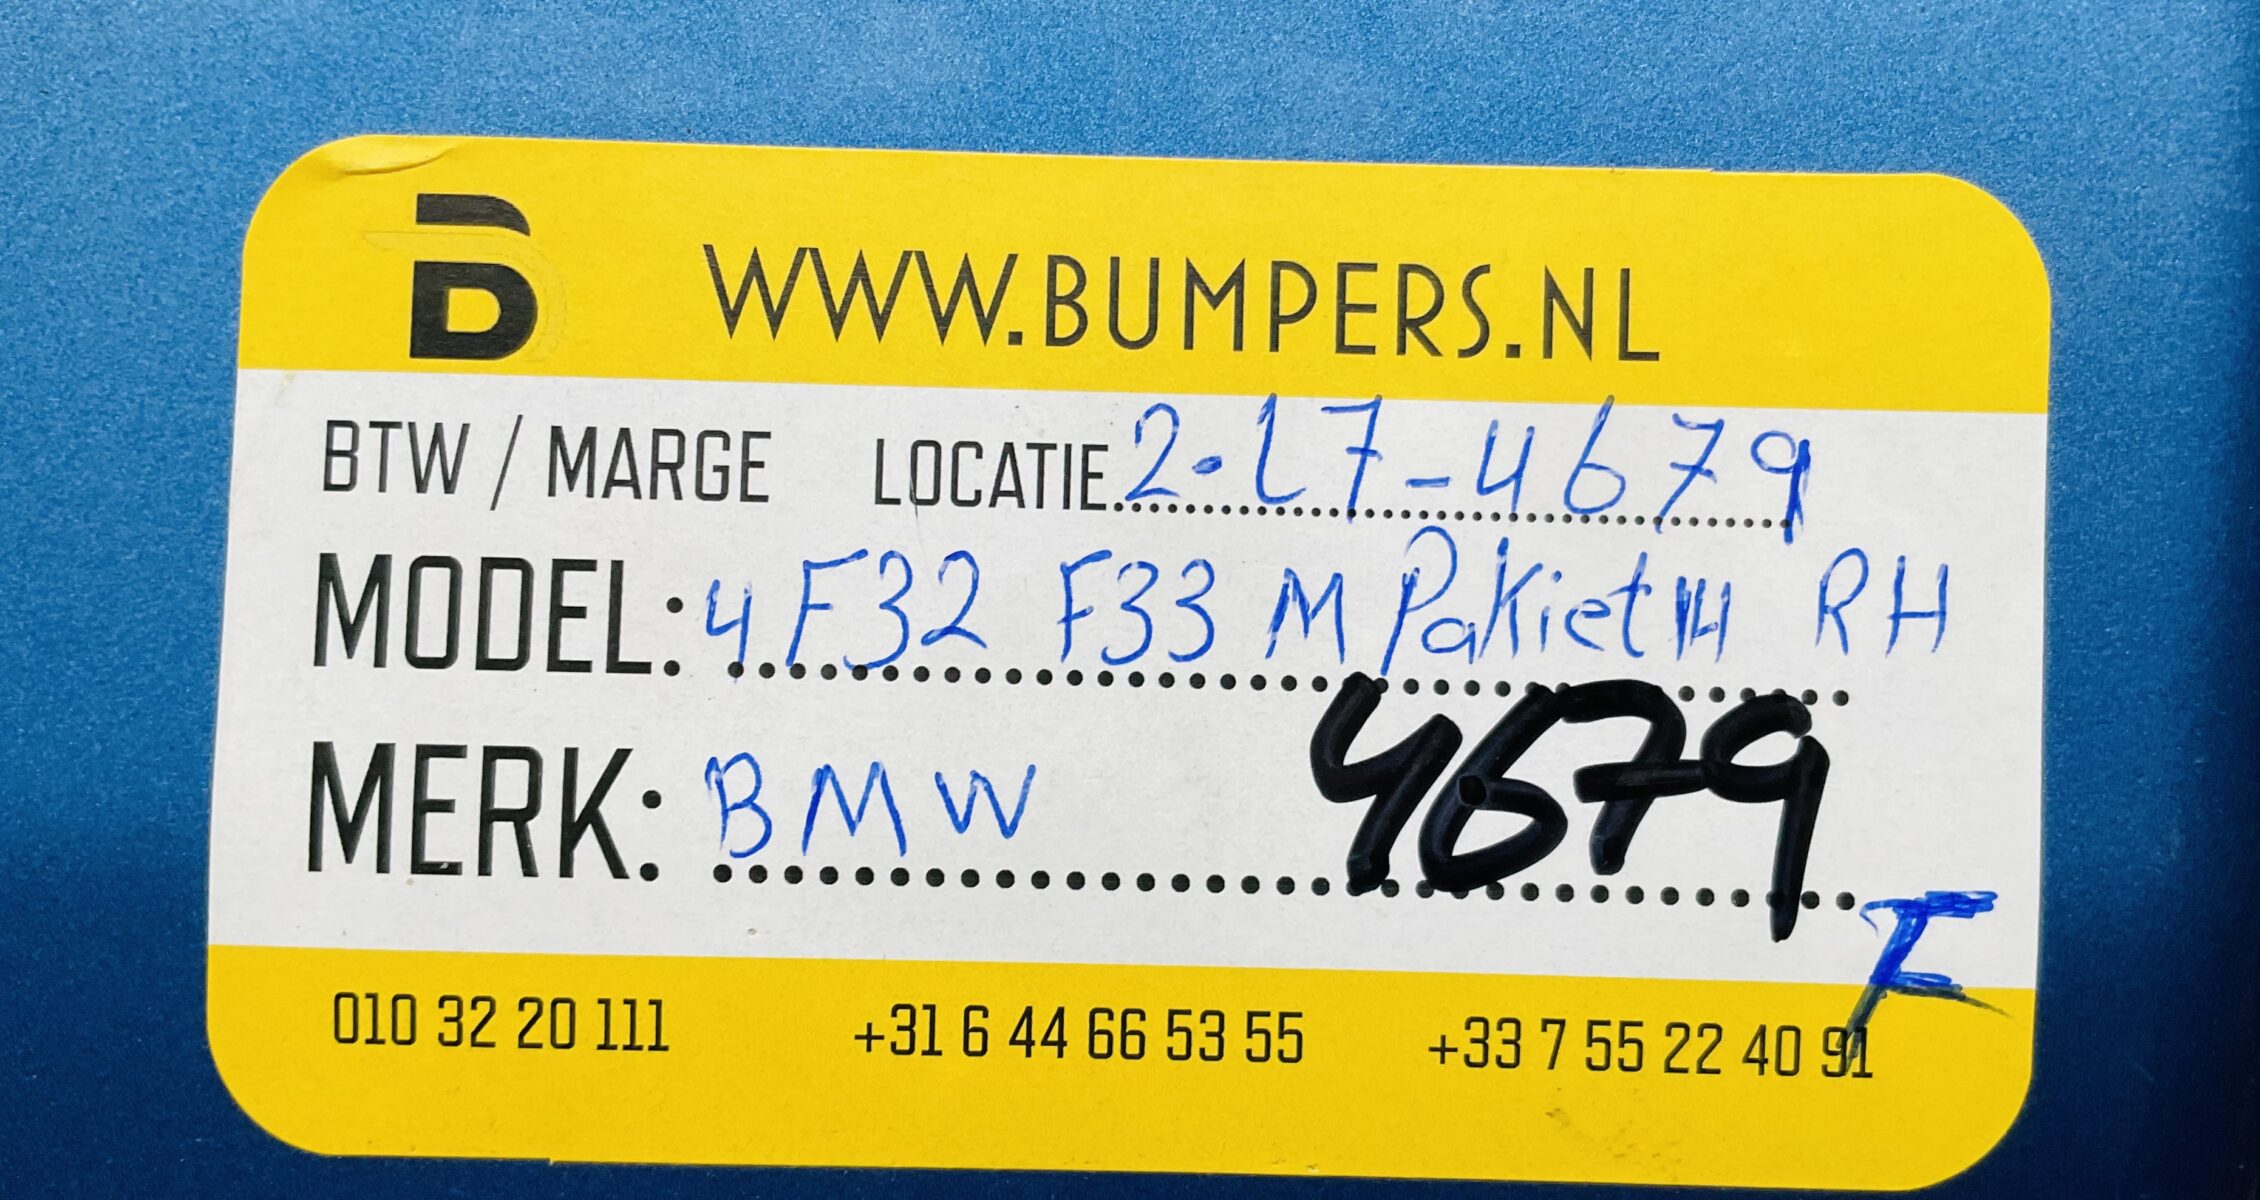 B WWW.BUMPERS.NL
BTW / MARGE LOCATIE 2·L7-4679
MODEL: 4 F32 F33 M Pakiet RH
MERK: BMW 4679
F
010 32 20 111 +31 6 44 66 53 55 +33 7 55 22 40 91